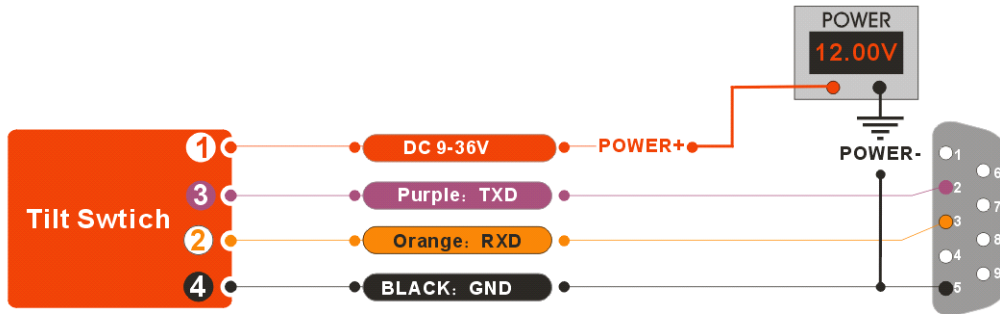 POWER
12.00V
1
DC 9-36V
POWER+
POWER-
1
6
3
Purple: TXD
2
7
Tilt Swtich
2
Orange: RXD
3
8
4
9
4
BLACK: GND
5